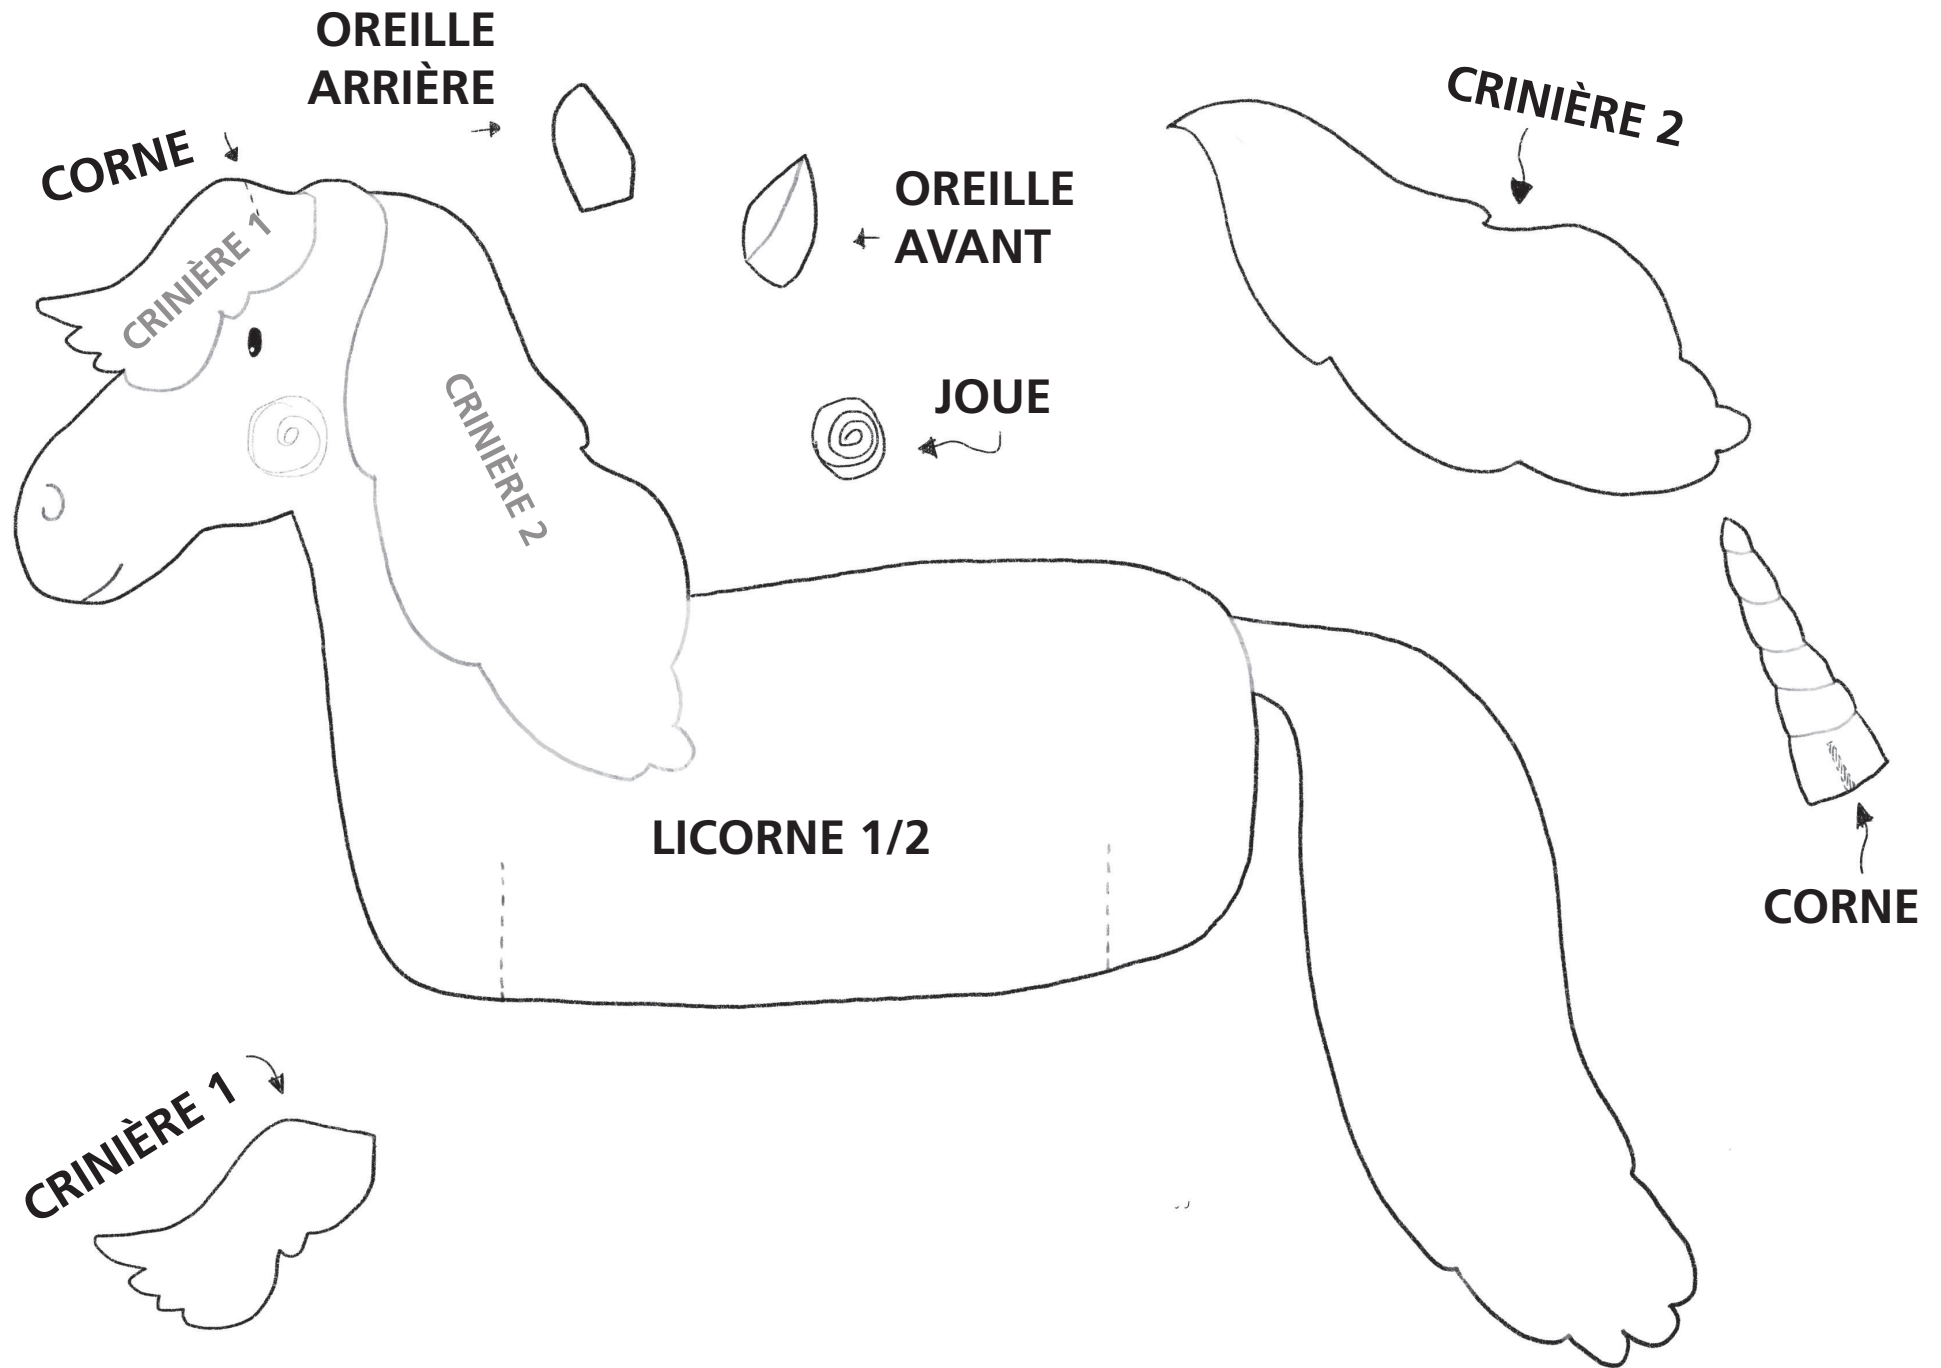 OREILLE
ARRIÈRE
CORNE
CRINIÈRE 2
OREILLE
AVANT
CRINIÈRE 1
JOUE
CRINIÈRE 2
LICORNE 1/2
CORNE
CRINIÈRE 1